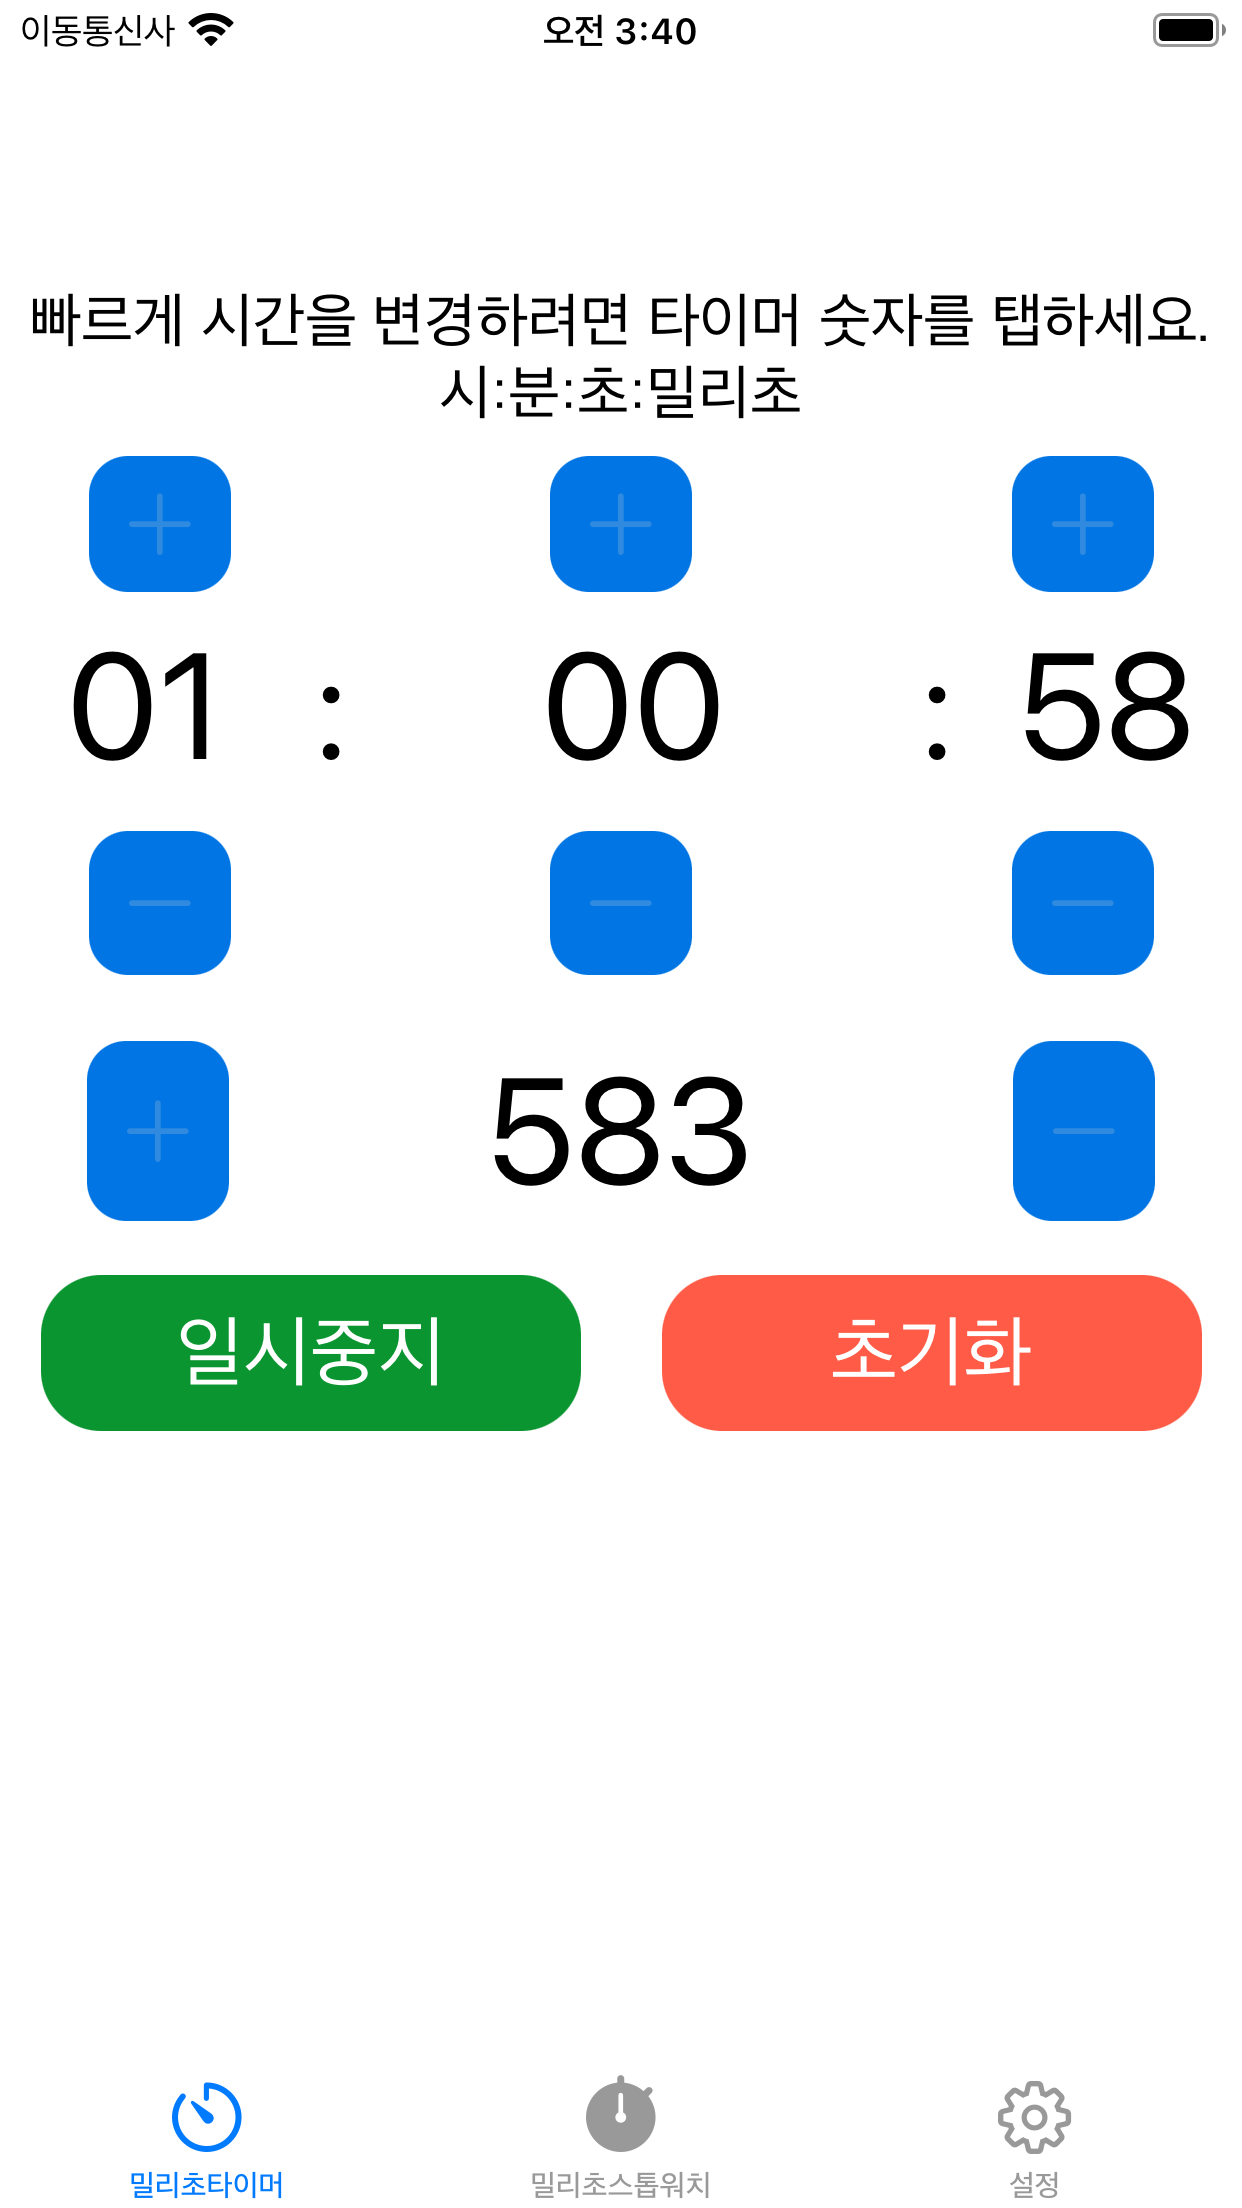 이동통신사 오전 3:40
빠르게 시간을 변경하려면 타이머 숫자를 탭하세요.
시:분:초:밀리초
01 : 00 : 58
583
일시중지 초기화
밀리초타이머 밀리초스톱워치 설정